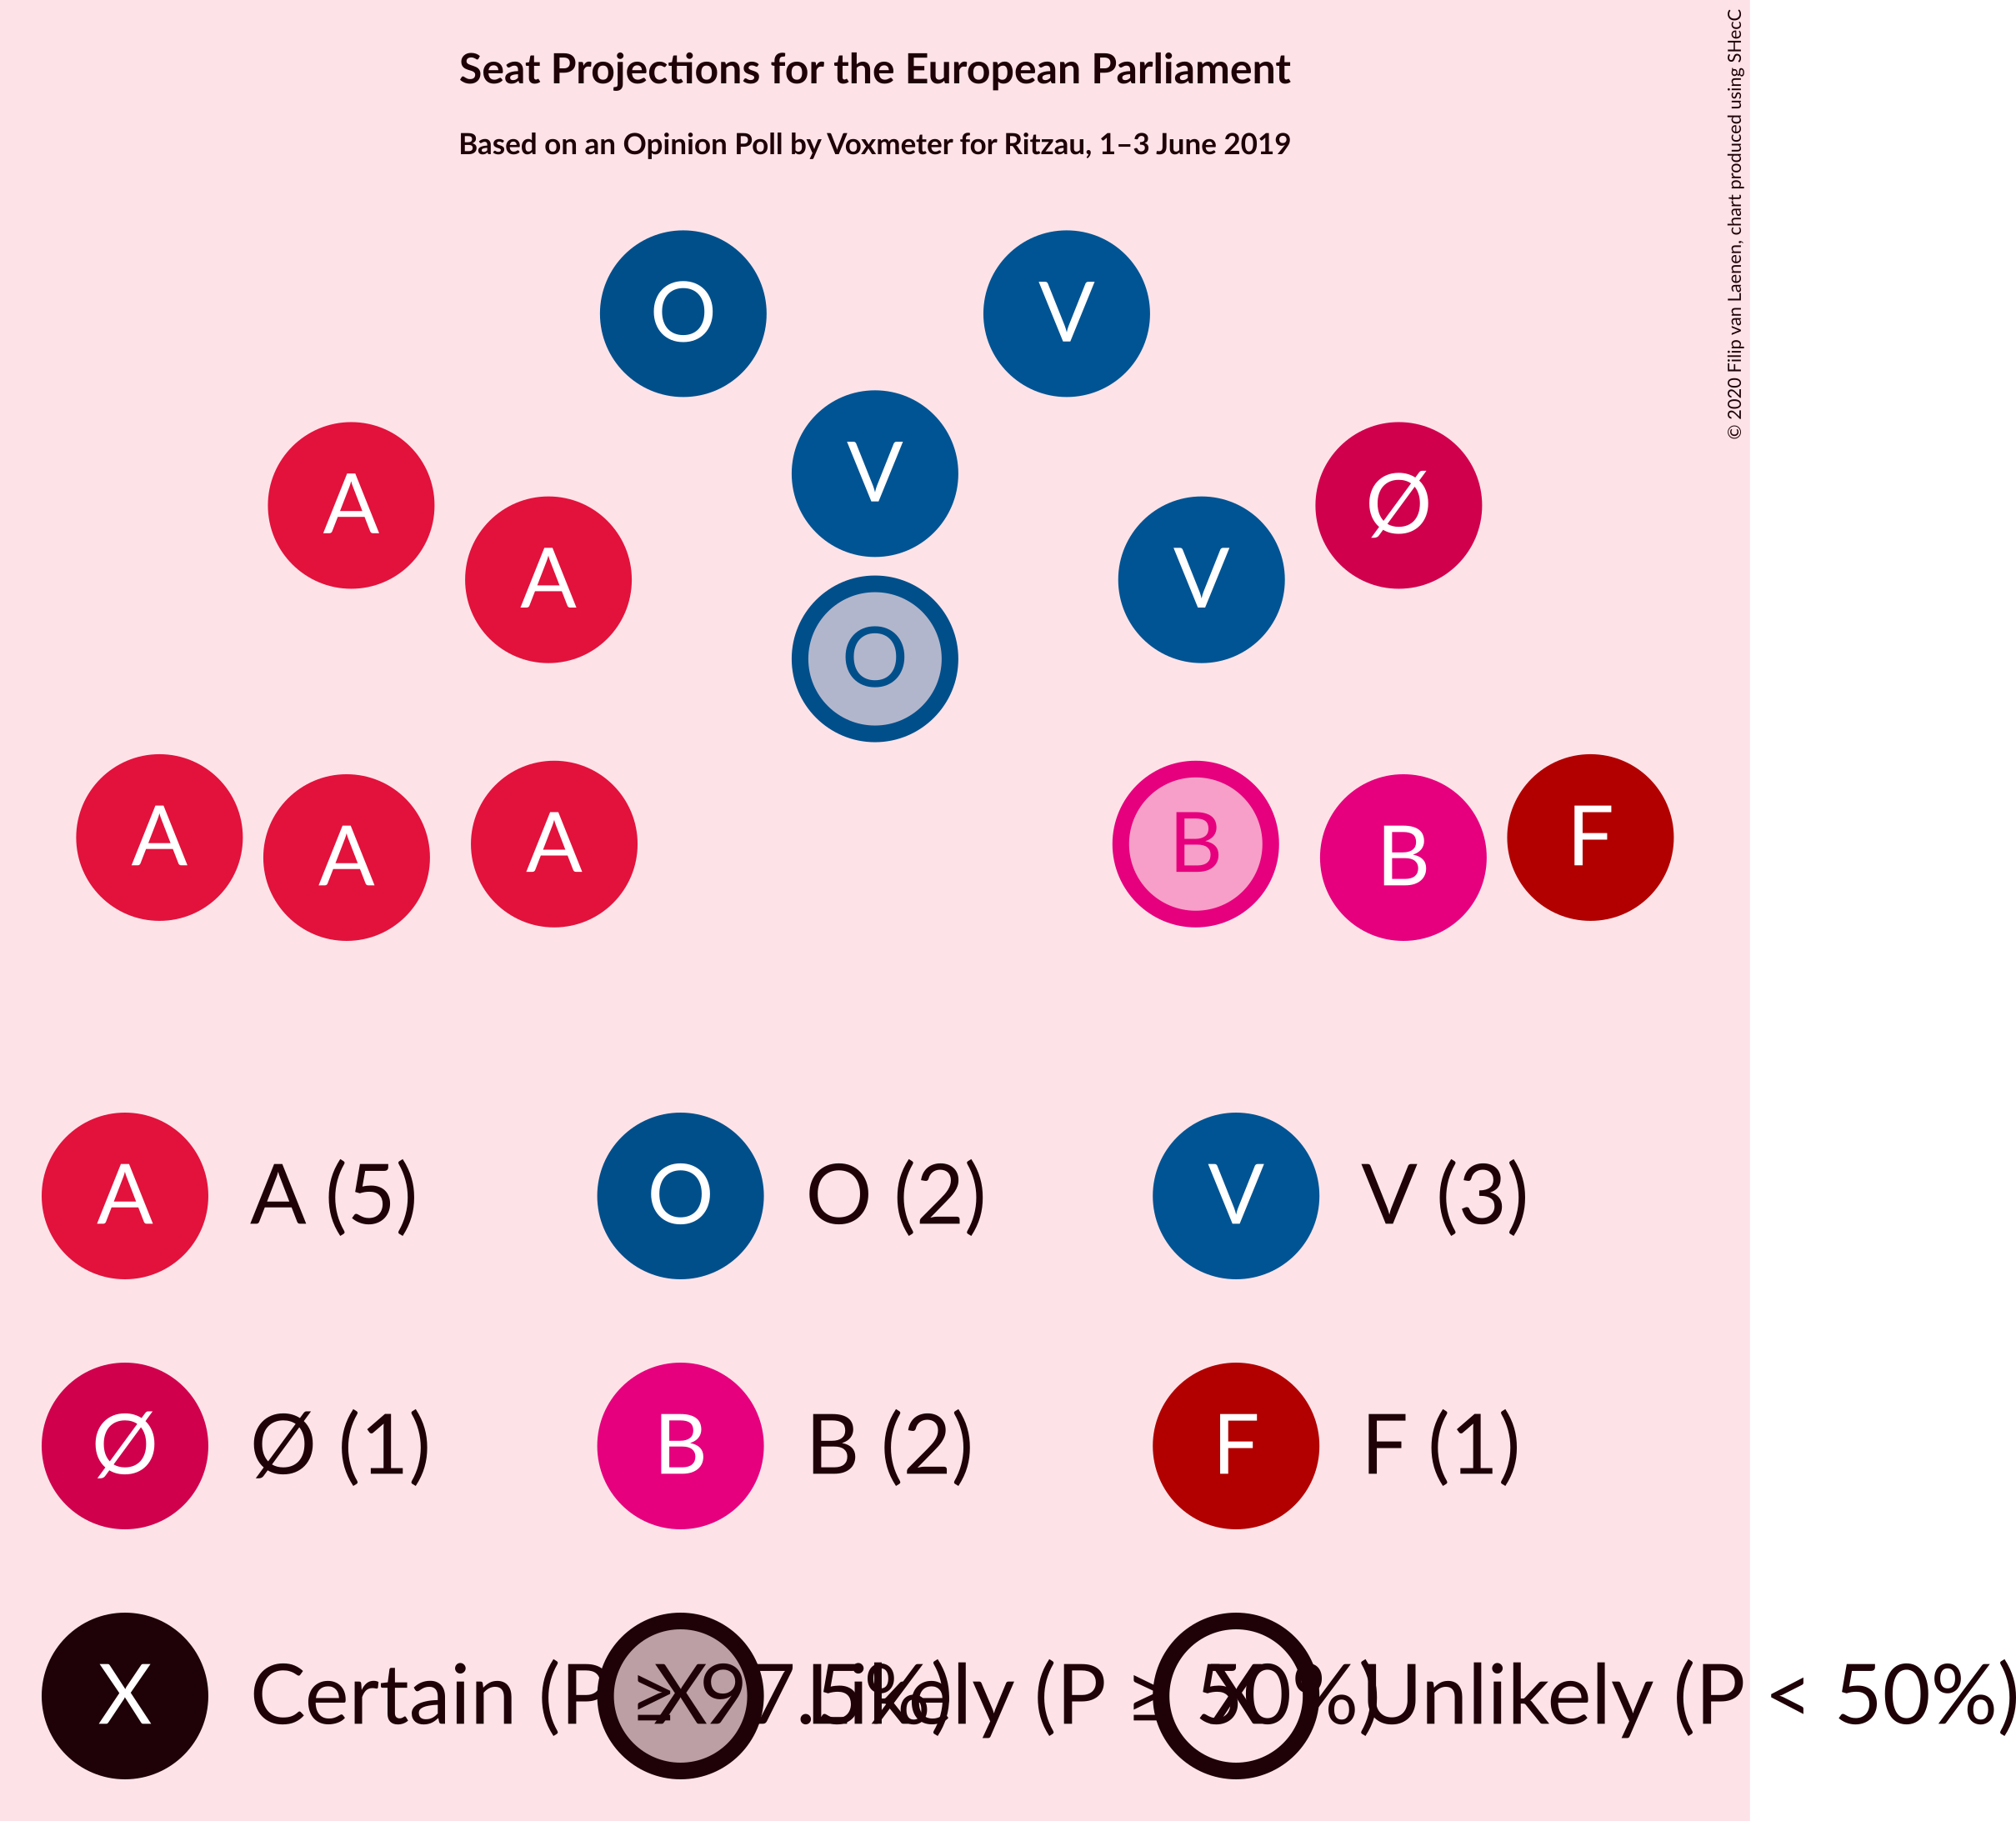 Seat Projections for the European Parliament
Based on an Opinion Poll by Voxmeter for Ritzau, 1–3 June 2019
© 2020 Filip van Laenen, chart produced using SHecC
O V
V
A Ø
A V
O
A A A B B F
A A (5) O O (2) V V (3)
Ø Ø (1) B B (2) F F (1)
X Certain (P ≥ 97.5%) X Likely (P ≥ 50%) X Unlikely (P < 50%)